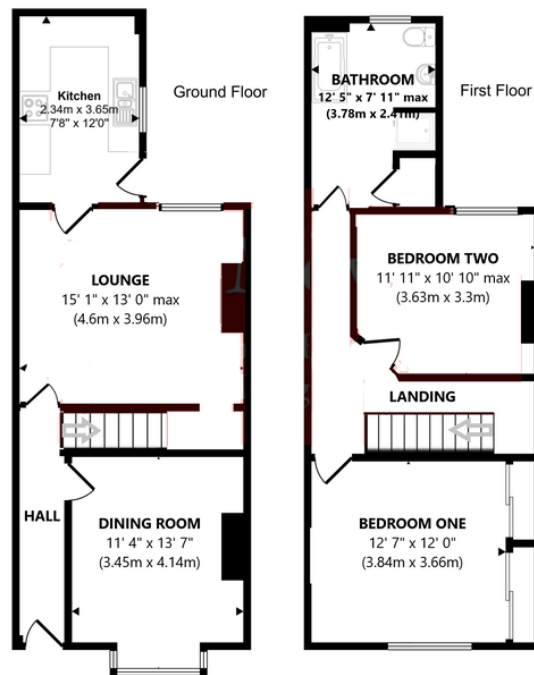 Kitchen
2.34m x 3.65m
7'8" x 12'0"
Ground Floor
LOUNGE
15' 1" x 13' 0" max
(4.6m x 3.96m)
HALL
DINING ROOM
11' 4" x 13' 7"
(3.45m x 4.14m)
BATHROOM
12' 5" x 7' 11" max
(3.78m x 2.41m)
First Floor
BEDROOM TWO
11' 11" x 10' 10" max
(3.63m x 3.3m)
LANDING
BEDROOM ONE
12' 7" x 12' 0"
(3.84m x 3.66m)